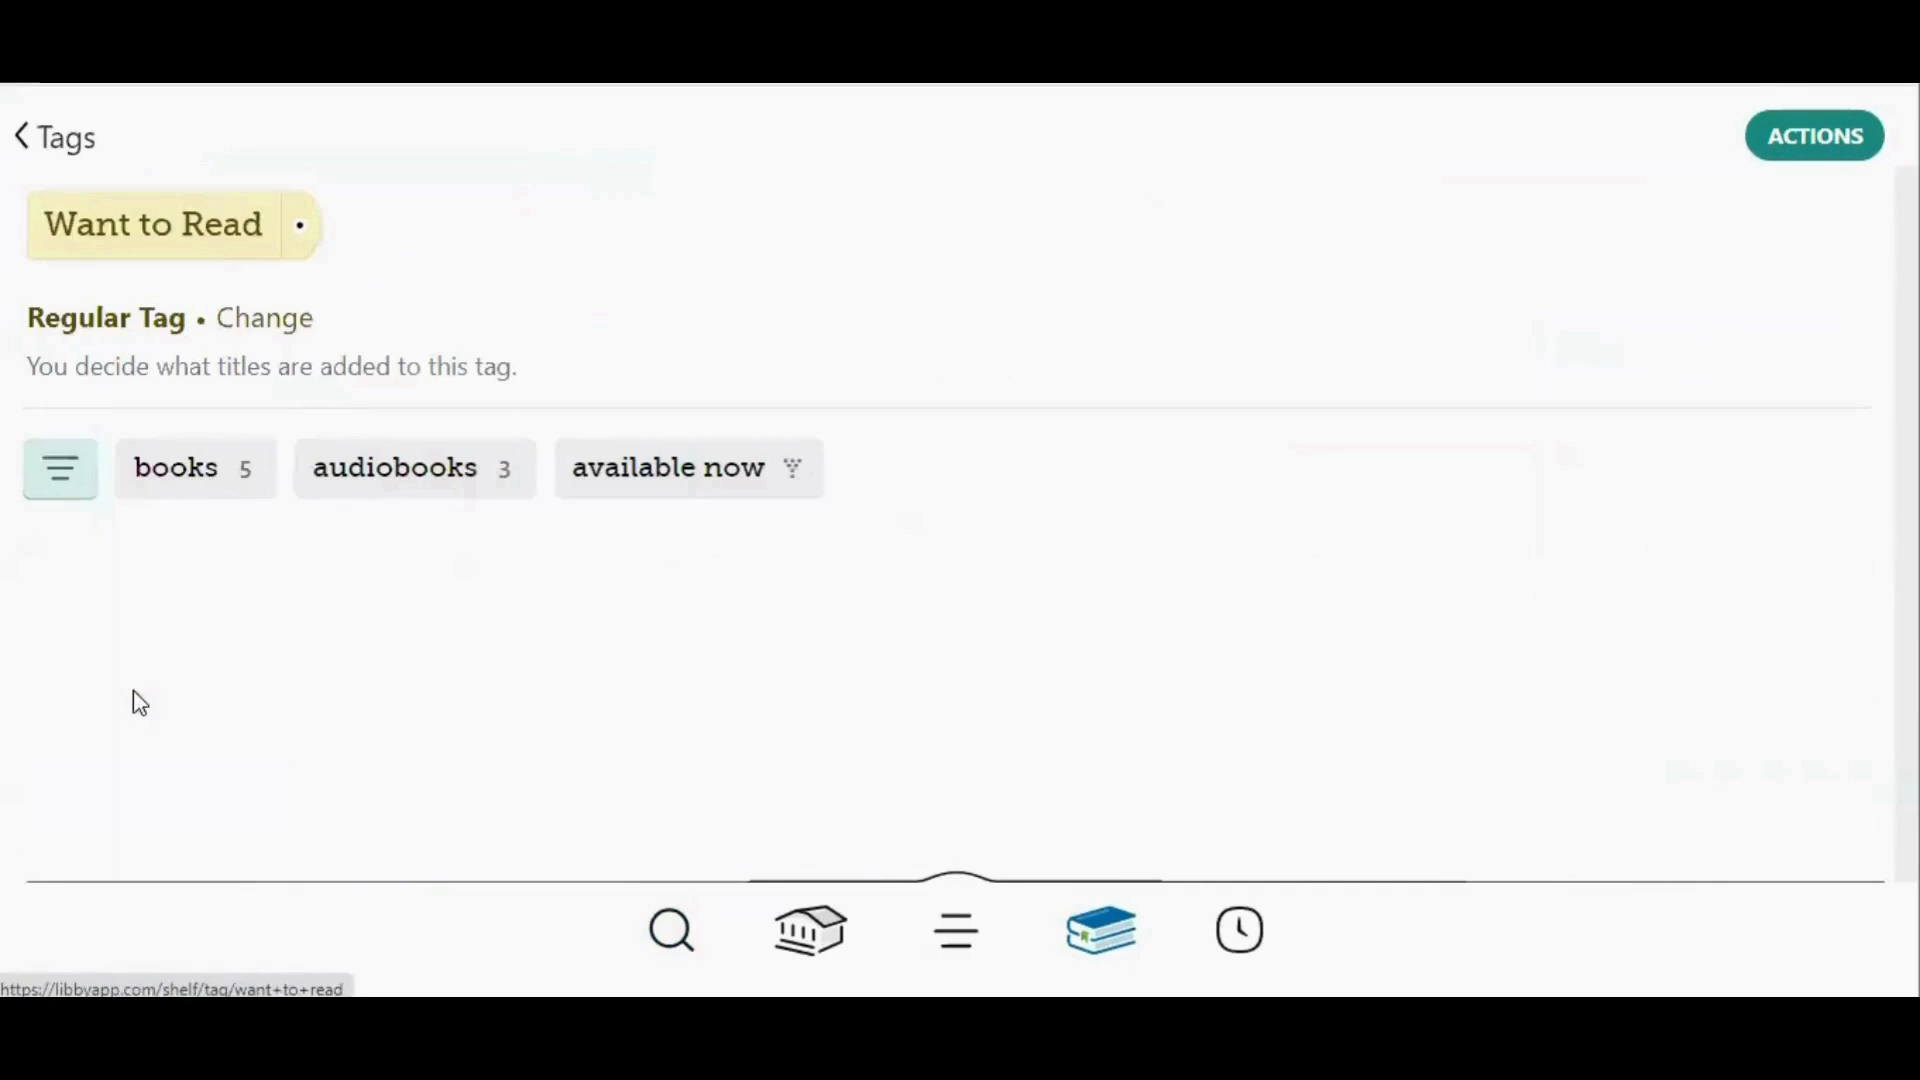 Tags
ACTIONS
Want to Read
Regular Tag • Change
You decide what titles are added to this tag.
books 5 audiobooks 3 available now
https://libbyapp.com/shelf/tag/want+to+read